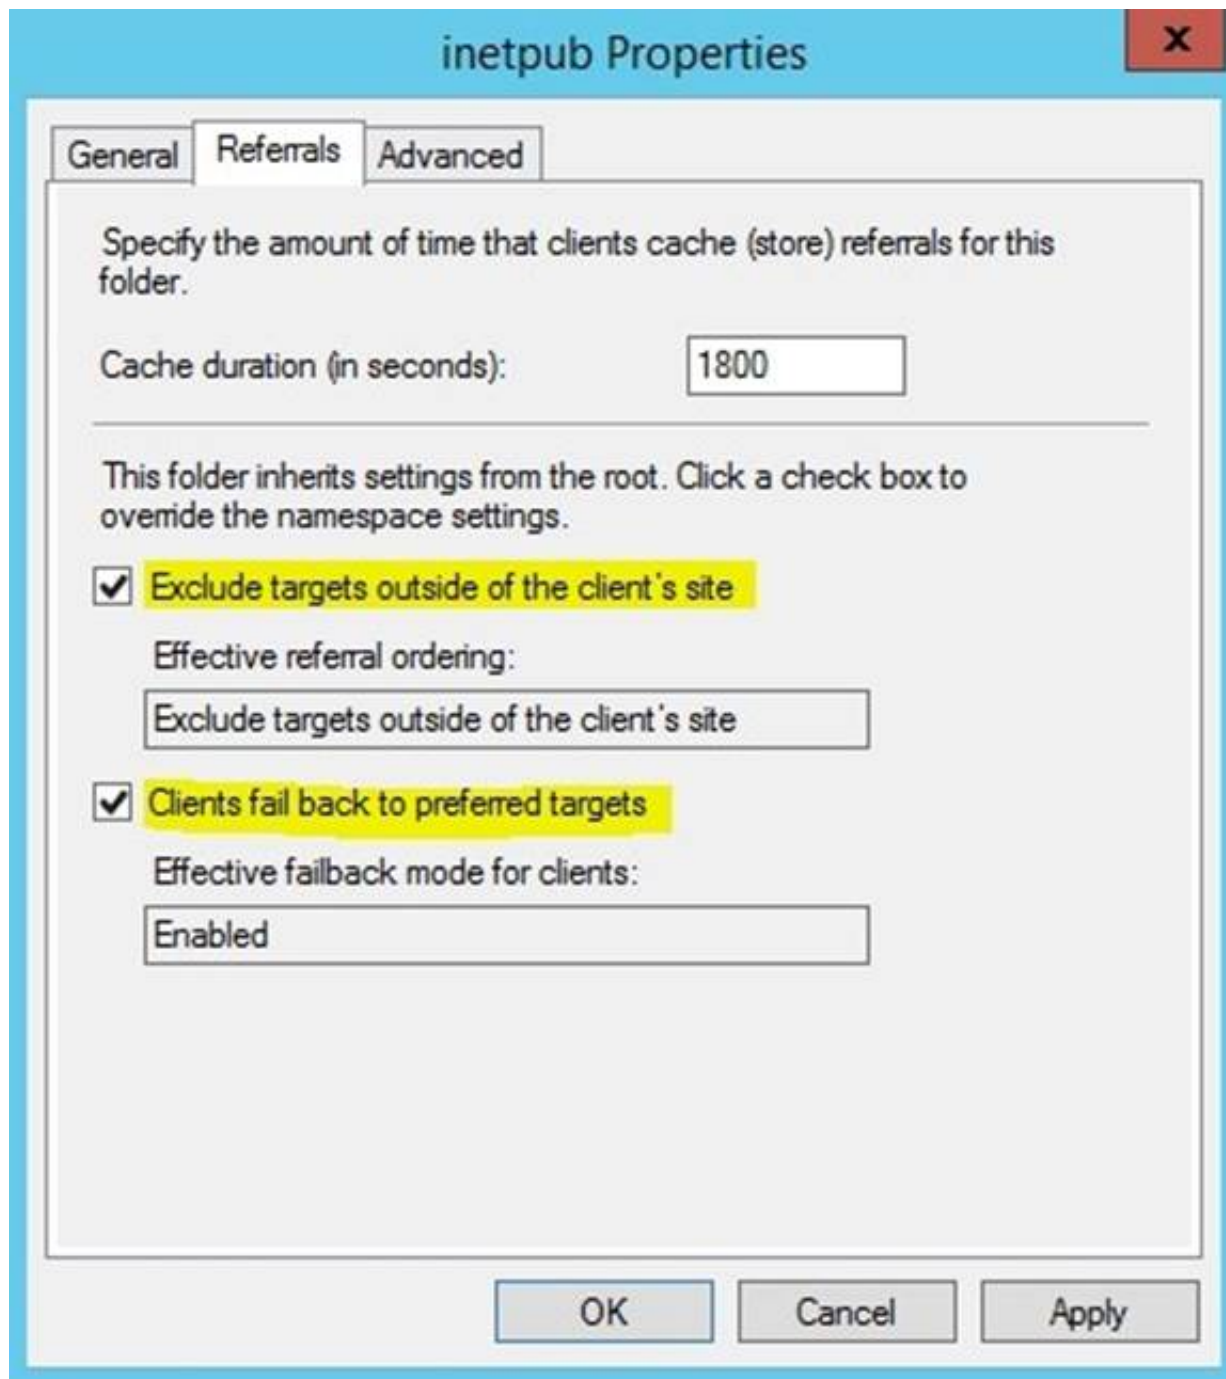 inetpub Properties
x
General Referrals Advanced
Specify the amount of time that clients cache (store) referrals for this
folder.
Cache duration (in seconds): 1800
This folder inherits settings from the root. Click a check box to
override the namespace settings.
Exclude targets outside of the client's site
Effective referral ordering:
Exclude targets outside of the client's site
Clients fail back to preferred targets
Effective failback mode for clients:
Enabled
OK Cancel Apply